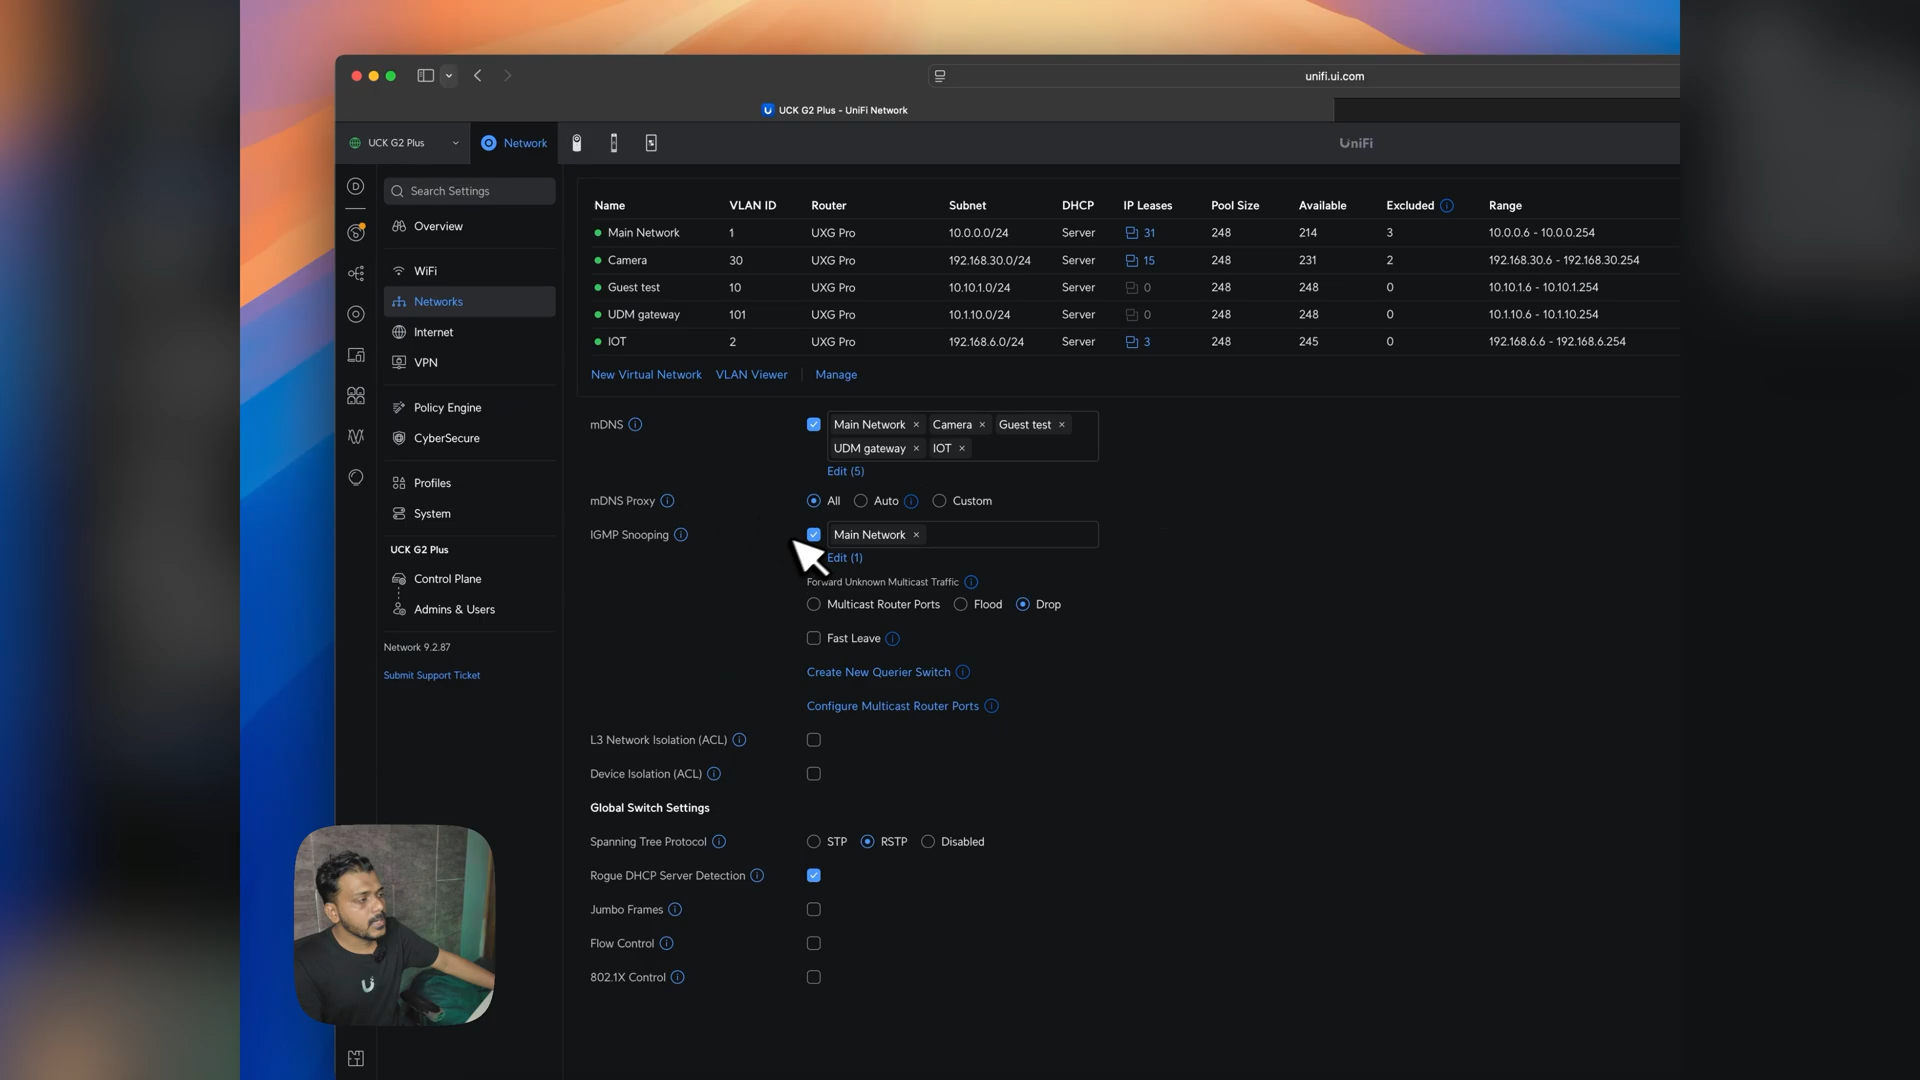 unifi.ui.com
UCK G2 Plus - UniFi Network
UCK G2 Plus
Network
UniFi
Search Settings
Overview
WiFi
Networks
Internet
VPN
Policy Engine
CyberSecure
Profiles
System
UCK G2 Plus
Control Plane
Admins & Users
Network 9.2.87
Submit Support Ticket
Name VLAN ID Router Subnet DHCP IP Leases Pool Size Available Excluded Range
Main Network 1 UXG Pro 10.0.0.0/24 Server 31 248 214 3 10.0.0.6 - 10.0.0.254
Camera 30 UXG Pro 192.168.30.0/24 Server 15 248 231 2 192.168.30.6 - 192.168.30.254
Guest test 10 UXG Pro 10.10.1.0/24 Server 0 248 248 0 10.10.1.6 - 10.10.1.254
UDM gateway 101 UXG Pro 10.1.10.0/24 Server 0 248 248 0 10.1.10.6 - 10.1.10.254
IOT 2 UXG Pro 192.168.6.0/24 Server 3 248 245 0 192.168.6.6 - 192.168.6.254
New Virtual Network VLAN Viewer Manage
mDNS Main Network × Camera × Guest test ×
UDM gateway × IOT ×
Edit (5)
mDNS Proxy All Auto Custom
IGMP Snooping Main Network ×
Edit (1)
Forward Unknown Multicast Traffic
Multicast Router Ports Flood Drop
Fast Leave
Create New Querier Switch
Configure Multicast Router Ports
L3 Network Isolation (ACL)
Device Isolation (ACL)
Global Switch Settings
Spanning Tree Protocol STP RSTP Disabled
Rogue DHCP Server Detection
Jumbo Frames
Flow Control
802.1X Control